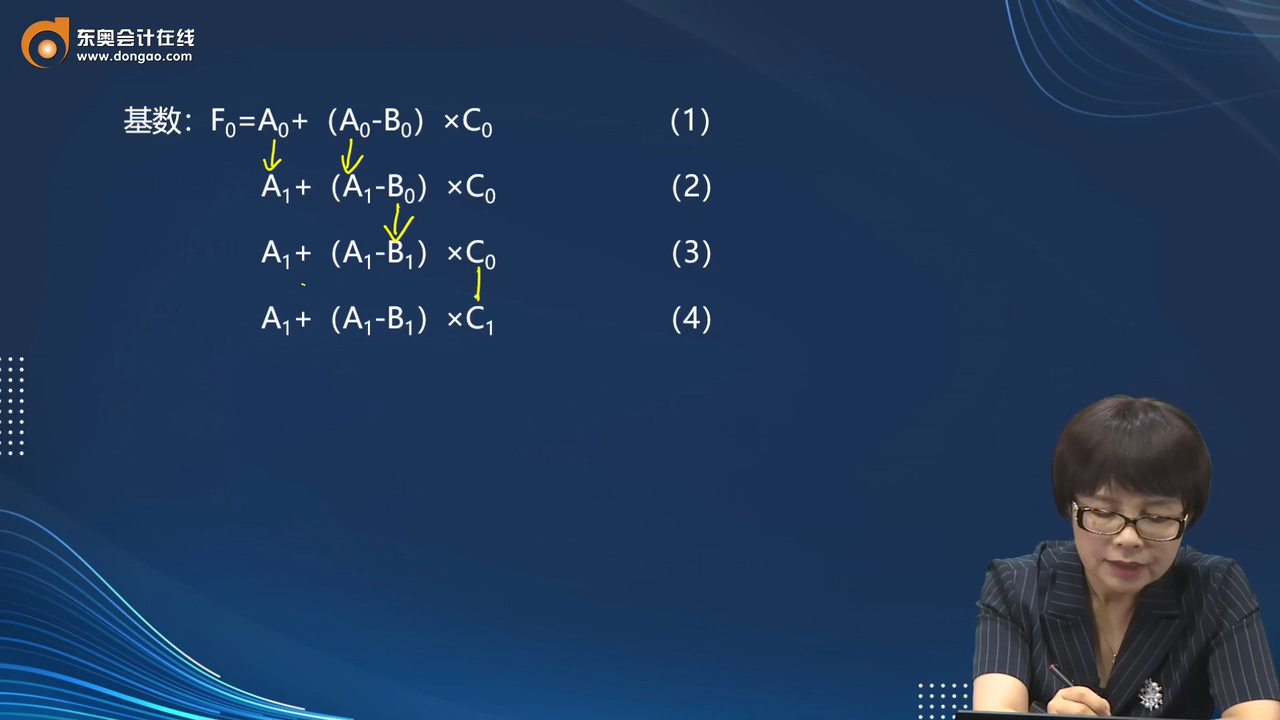 东奥会计在线
www.dongao.com
基数：F₀=A₀+（A₀-B₀）×C₀ （1）
A₁+（A₁-B₀）×C₀ （2）
A₁+（A₁-B₁）×C₀ （3）
A₁+（A₁-B₁）×C₁ （4）